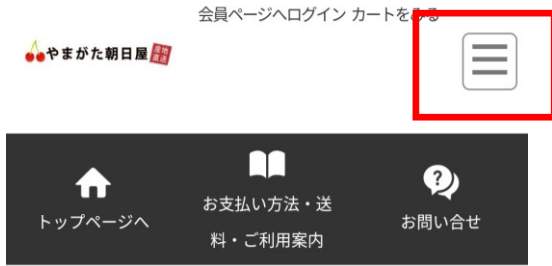 会員ページへログイン カートをみる
やまがた朝日屋 産地直送
トップページへ
お支払い方法・送
料・ご利用案内
お問い合せ